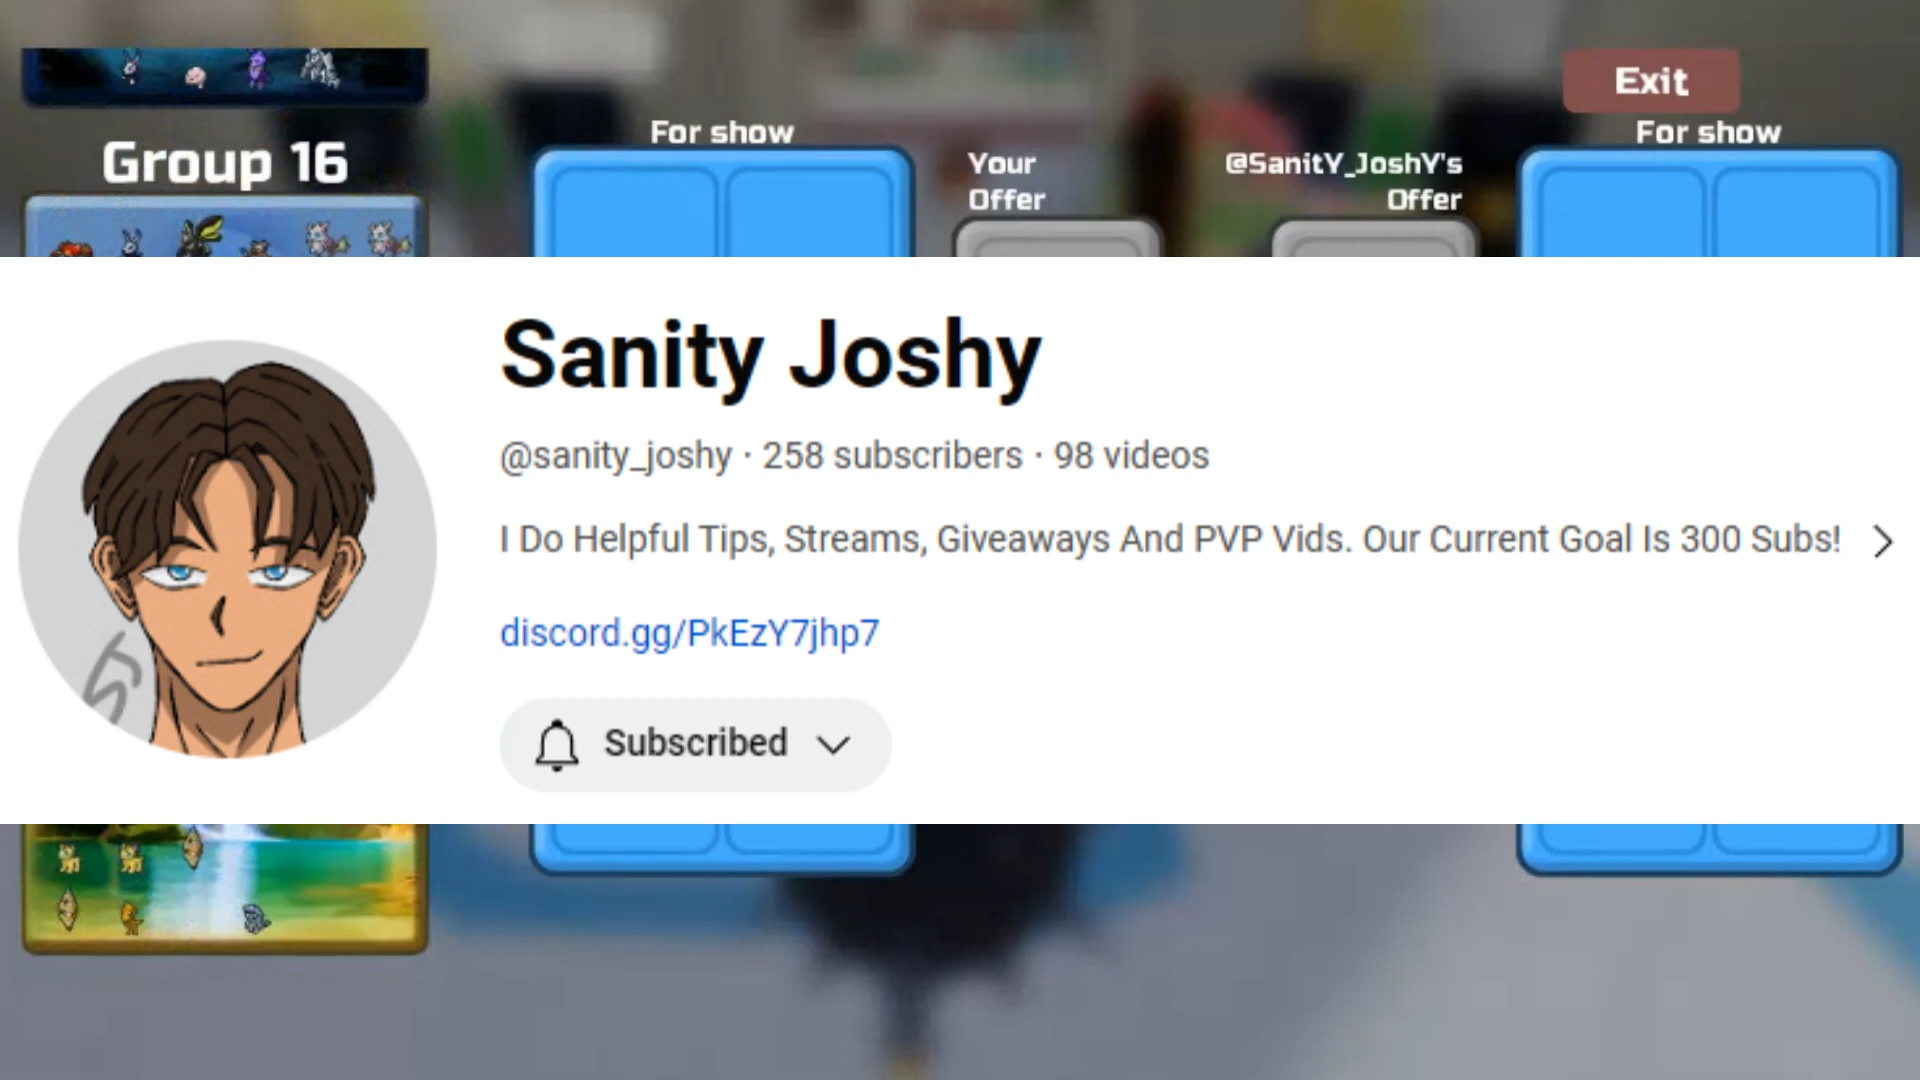 Exit
Group 16
For show
For show
Your
Offer
@SanitY_JoshY's
Offer
Sanity Joshy
@sanity_joshy · 258 subscribers · 98 videos
I Do Helpful Tips, Streams, Giveaways And PVP Vids. Our Current Goal Is 300 Subs!
discord.gg/PkEzY7jhp7
SJ
Subscribed